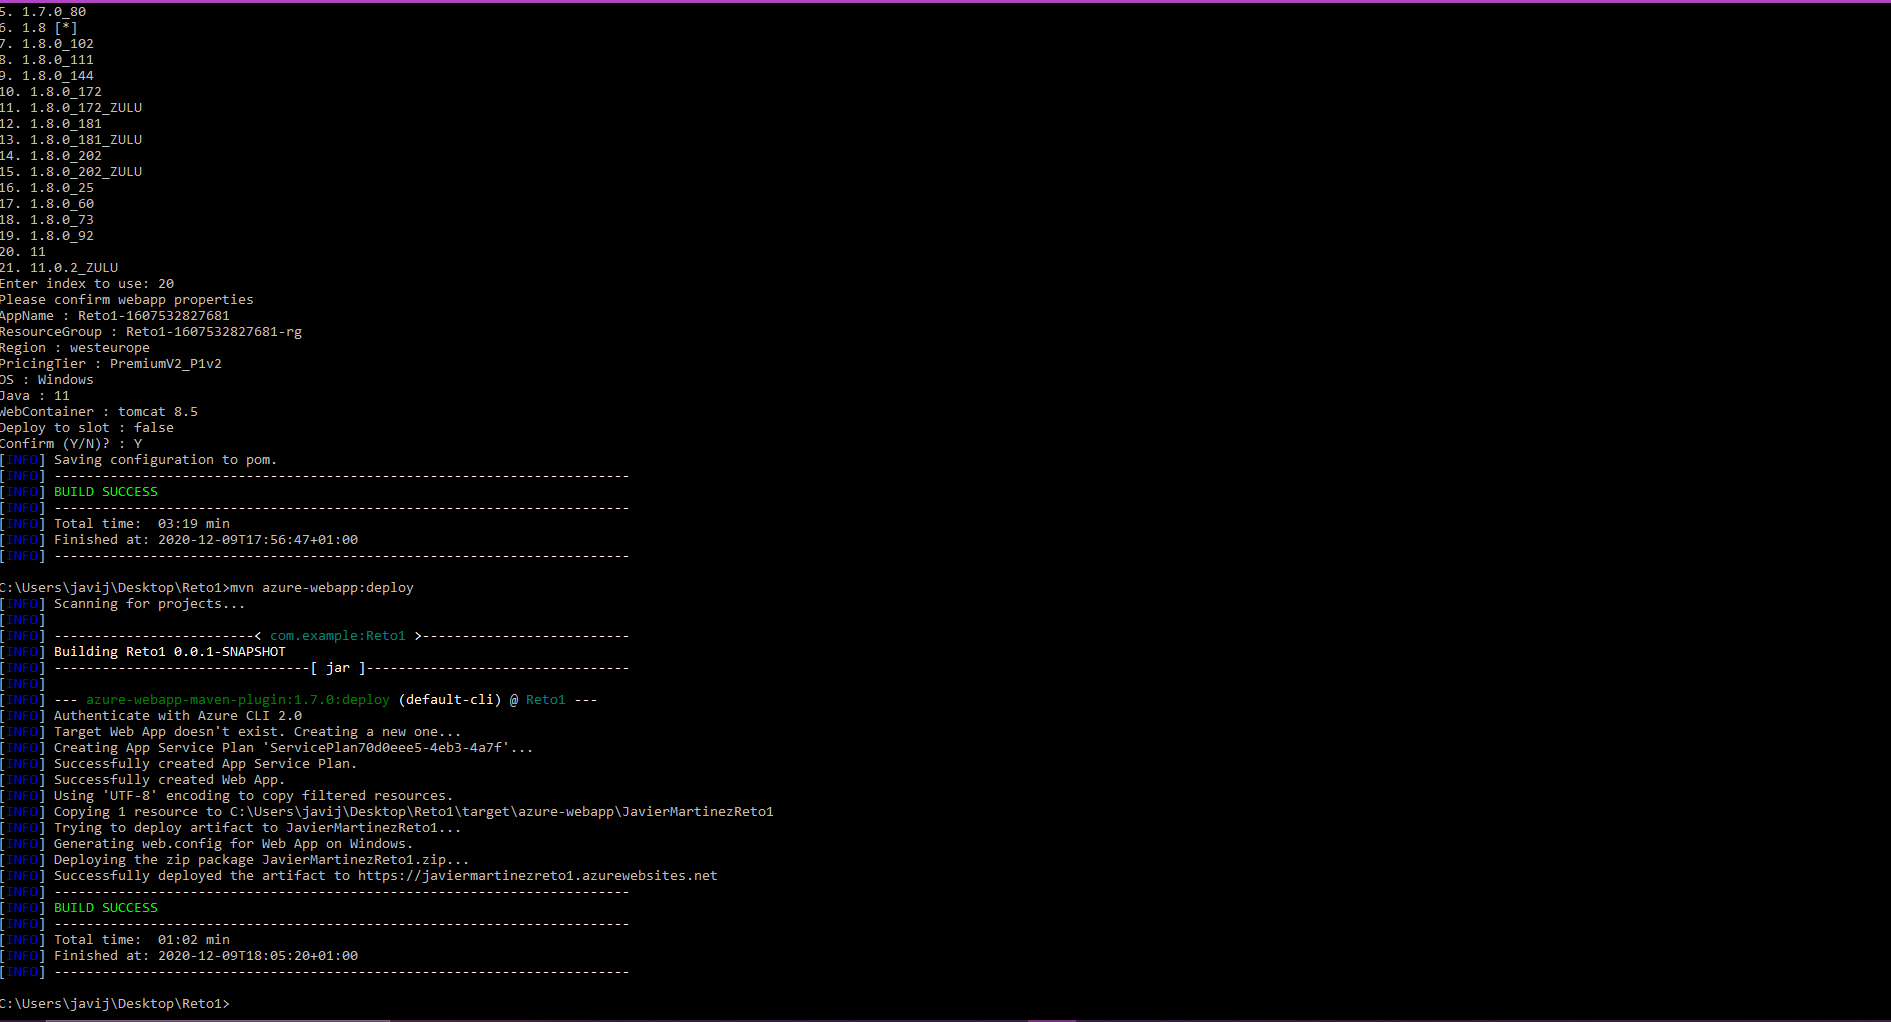 5. 1.7.0_80
6. 1.8 [*]
7. 1.8.0_102
8. 1.8.0_111
9. 1.8.0_144
10. 1.8.0_172
11. 1.8.0_172_ZULU
12. 1.8.0_181
13. 1.8.0_181_ZULU
14. 1.8.0_202
15. 1.8.0_202_ZULU
16. 1.8.0_25
17. 1.8.0_60
18. 1.8.0_73
19. 1.8.0_92
20. 11
21. 11.0.2_ZULU
Enter index to use: 20
Please confirm webapp properties
AppName : Reto1-1607532827681
ResourceGroup : Reto1-1607532827681-rg
Region : westeurope
PricingTier : PremiumV2_P1v2
OS : Windows
Java : 11
WebContainer : tomcat 8.5
Deploy to slot : false
Confirm (Y/N)? : Y
[INFO] Saving configuration to pom.
[INFO] ------------------------------------------------------------------------
[INFO] BUILD SUCCESS
[INFO] ------------------------------------------------------------------------
[INFO] Total time:  03:19 min
[INFO] Finished at: 2020-12-09T17:56:47+01:00
[INFO] ------------------------------------------------------------------------
C:\Users\javij\Desktop\Reto1>mvn azure-webapp:deploy
[INFO] Scanning for projects...
[INFO]
[INFO] -------------------------< com.example:Reto1 >--------------------------
[INFO] Building Reto1 0.0.1-SNAPSHOT
[INFO] --------------------------------[ jar ]---------------------------------
[INFO]
[INFO] --- azure-webapp-maven-plugin:1.7.0:deploy (default-cli) @ Reto1 ---
[INFO] Authenticate with Azure CLI 2.0
[INFO] Target Web App doesn't exist. Creating a new one...
[INFO] Creating App Service Plan 'ServicePlan70d0eee5-4eb3-4a7f'...
[INFO] Successfully created App Service Plan.
[INFO] Successfully created Web App.
[INFO] Using 'UTF-8' encoding to copy filtered resources.
[INFO] Copying 1 resource to C:\Users\javij\Desktop\Reto1\target\azure-webapp\JavierMartinezReto1
[INFO] Trying to deploy artifact to JavierMartinezReto1...
[INFO] Generating web.config for Web App on Windows.
[INFO] Deploying the zip package JavierMartinezReto1.zip...
[INFO] Successfully deployed the artifact to https://javiermartinezreto1.azurewebsites.net
[INFO] ------------------------------------------------------------------------
[INFO] BUILD SUCCESS
[INFO] ------------------------------------------------------------------------
[INFO] Total time:  01:02 min
[INFO] Finished at: 2020-12-09T18:05:20+01:00
[INFO] ------------------------------------------------------------------------
C:\Users\javij\Desktop\Reto1>